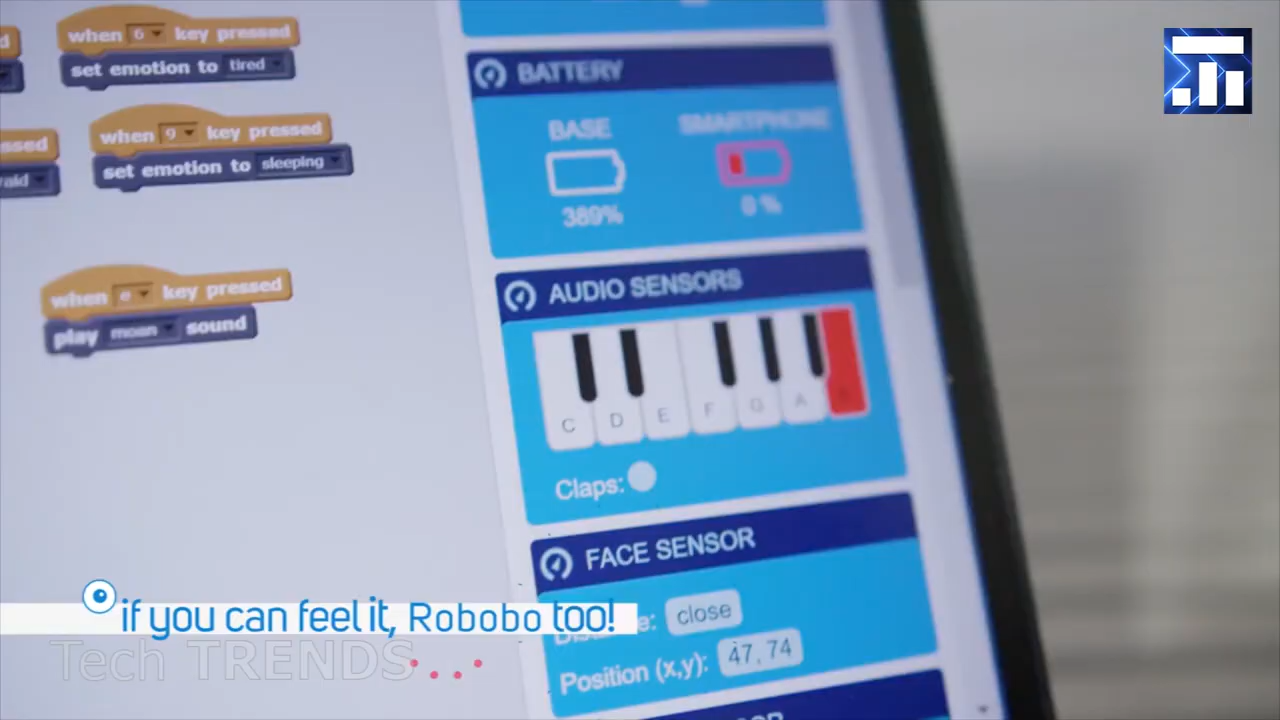 when 6 key pressed
set emotion to tired
ssed
when 9 key pressed
set emotion to sleeping
when e key pressed
play moan sound
BATTERY
BASE
SMARTPHONE
389%
0 %
AUDIO SENSORS
C D E F G A
Claps:
FACE SENSOR
close
Position (x,y): 47, 74
if you can feel it, Robobo too!
Tech TRENDS...